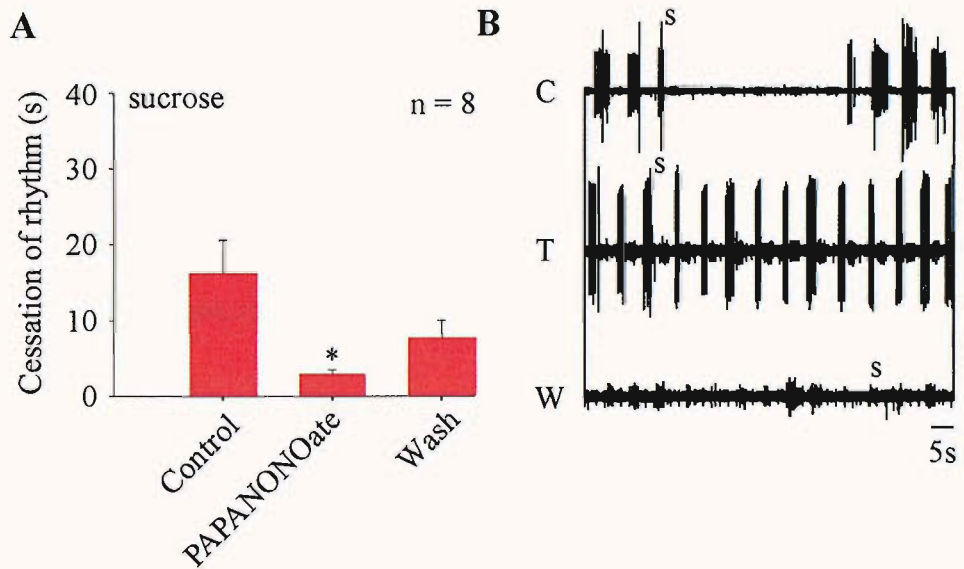 A
Cessation of rhythm (s)
40
30
20
10
0
sucrose
n = 8
*
Control
PAPANONOate
Wash
B
s
C
s
T
s
W
5s